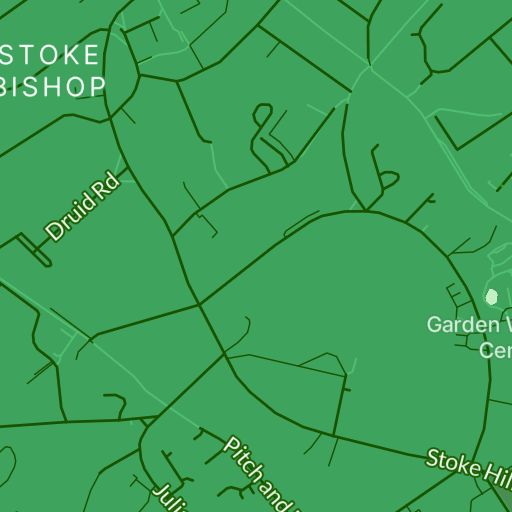 STOKE
BISHOP
Druid Rd
Garden
Pitch and
Stoke Hil